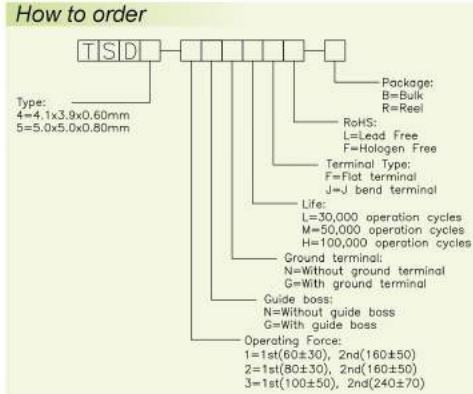 How to order
TSD
Package:
B=Bulk
R=Reel
Type:
4=4.1x3.9x0.60mm
5=5.0x5.0x0.80mm
RoHS:
L=Lead Free
F=Hologen Free
Terminal Type:
F=Flat terminal
J=J bend terminal
Life:
L=30,000 operation cycles
M=50,000 operation cycles
H=100,000 operation cycles
Ground terminal:
N=Without ground terminal
G=With ground terminal
Guide boss:
N=Without guide boss
G=With guide boss
Operating Force:
1=1st(60±30), 2nd(160±50)
2=1st(80±30), 2nd(160±50)
3=1st(100±50), 2nd(240±70)